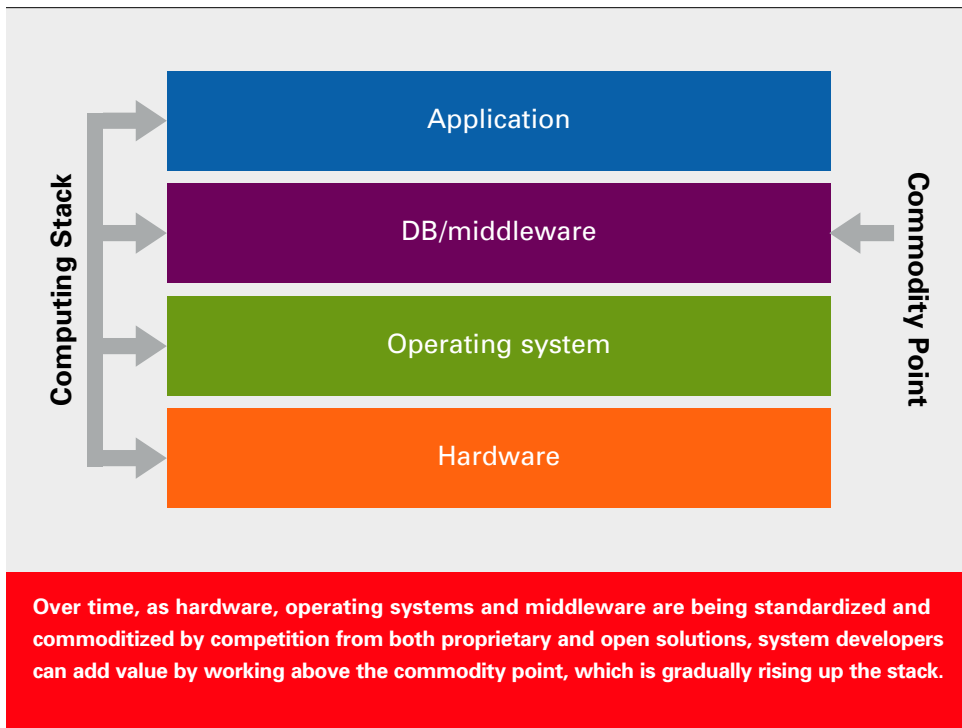 Computing Stack
Application
DB/middleware
Operating system
Hardware
Commodity Point
Over time, as hardware, operating systems and middleware are being standardized and
commoditized by competition from both proprietary and open solutions, system developers
can add value by working above the commodity point, which is gradually rising up the stack.